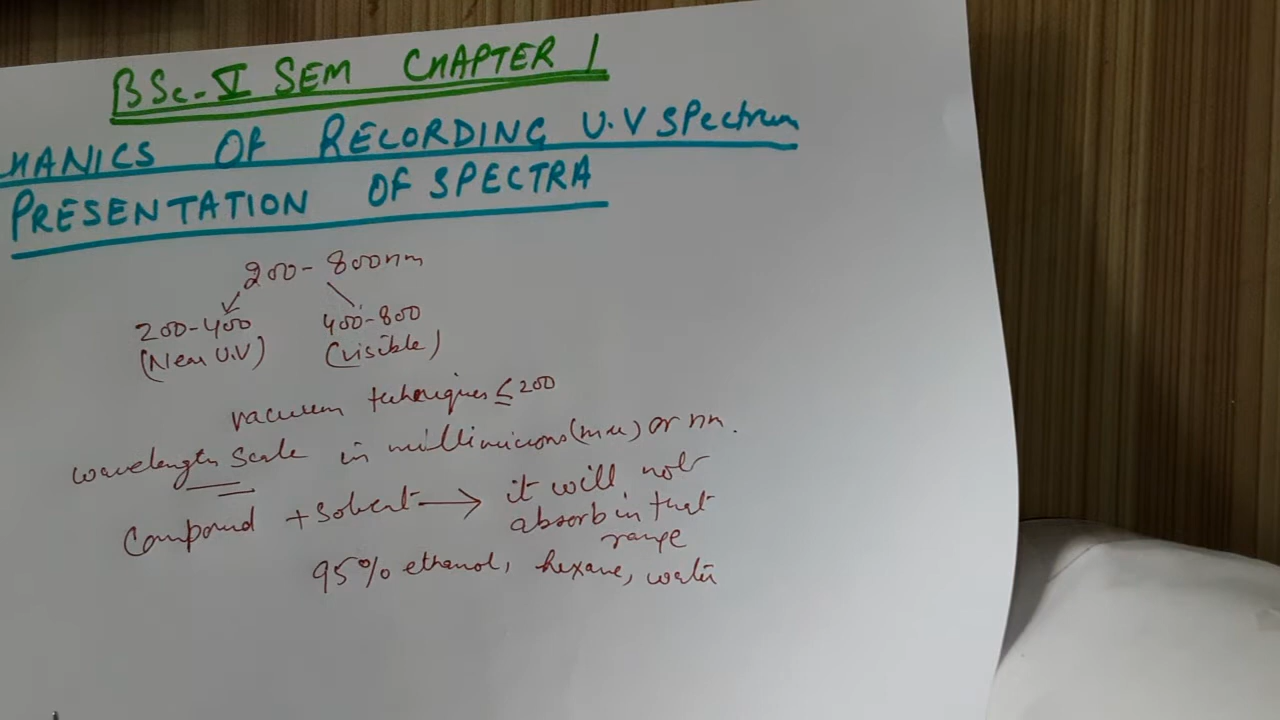 BSc-V SEM CHAPTER 1
HANICS OF RECORDING U.V SPectrum
PRESENTATION OF SPECTRA
200-800nm
200-400 400-800
(Near U.V) (visible)
vacuum techniques ≤ 200
wavelength scale in millimicrons (mu) or nm.
Compound + solvent → it will not
absorb in that
range
95% ethanol, hexane, water